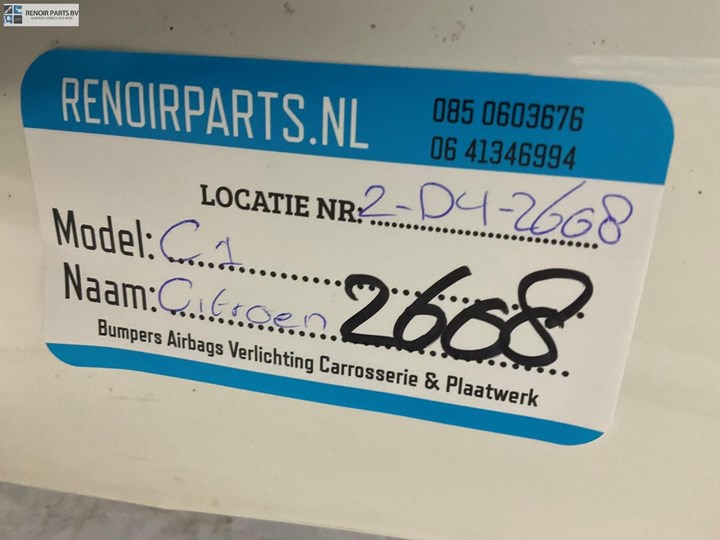 RENOIR PARTS BV
RENOIRPARTS.NL
085 0603676
06 41346994
LOCATIE NR: 2-D4-2668
Model: C1
Naam: Citroen 2668
Bumpers Airbags Verlichting Carrosserie & Plaatwerk